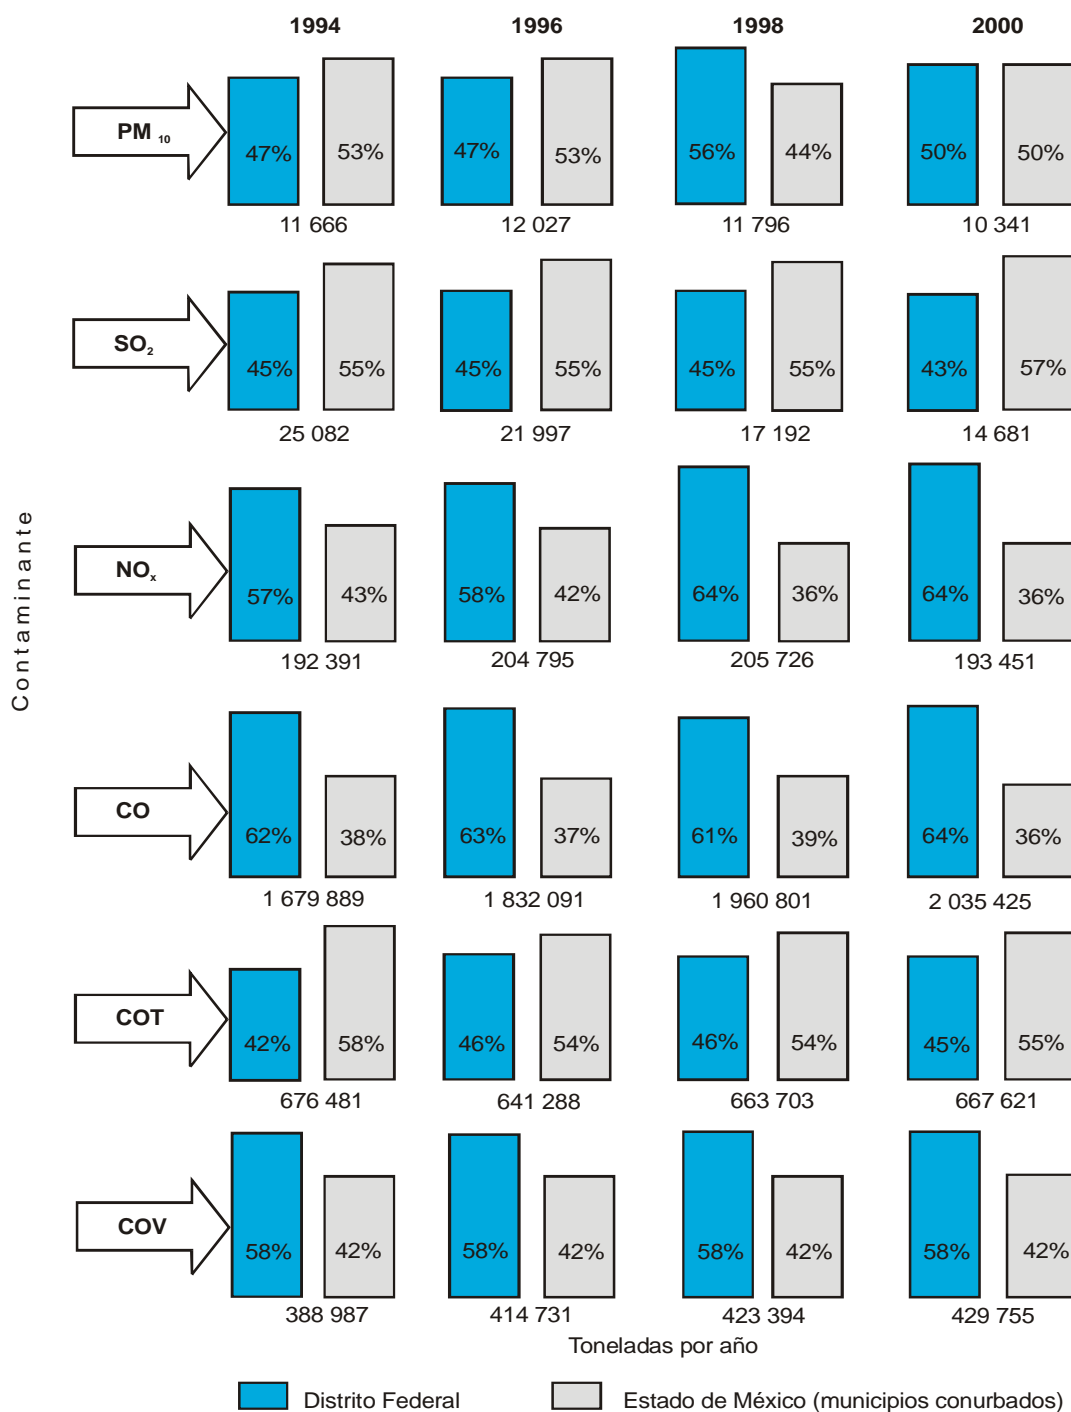 1994 1996 1998 2000
PM 10
47% 53% 47% 53% 56% 44% 50% 50%
11 666 12 027 11 796 10 341
SO2
45% 55% 45% 55% 45% 55% 43% 57%
25 082 21 997 17 192 14 681
NOx
57% 43% 58% 42% 64% 36% 64% 36%
192 391 204 795 205 726 193 451
Contaminante
CO
62% 38% 63% 37% 61% 39% 64% 36%
1 679 889 1 832 091 1 960 801 2 035 425
COT
42% 58% 46% 54% 46% 54% 45% 55%
676 481 641 288 663 703 667 621
COV
58% 42% 58% 42% 58% 42% 58% 42%
388 987 414 731 423 394 429 755
Toneladas por año
Distrito Federal Estado de México (municipios conurbados)